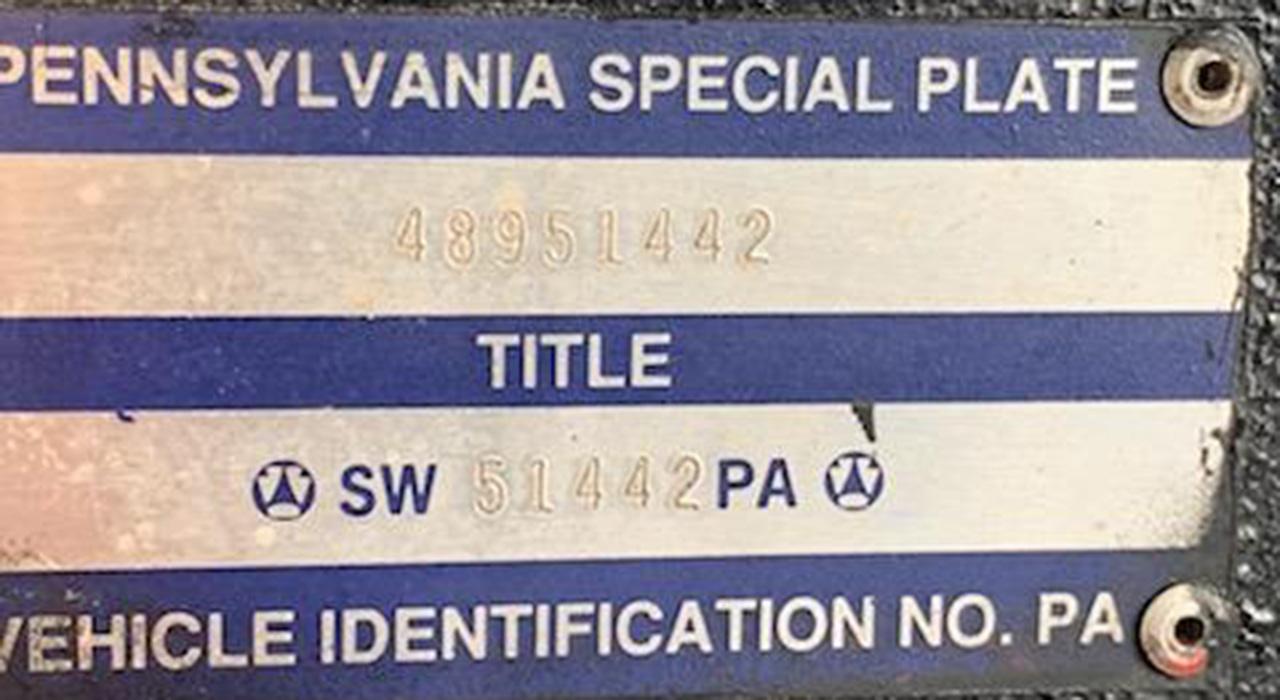 PENNSYLVANIA SPECIAL PLATE
48951442
TITLE
SW 51442PA
VEHICLE IDENTIFICATION NO. PA